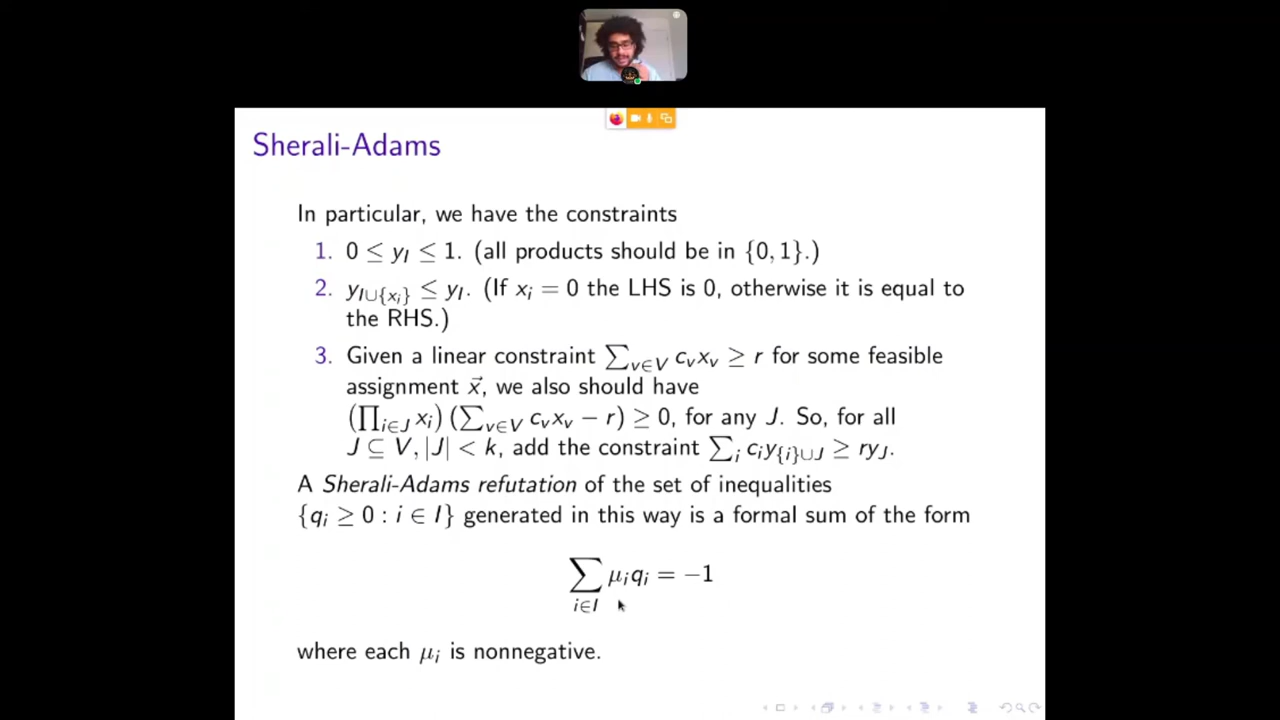 Sherali-Adams
In particular, we have the constraints
1. 0 ≤ y_I ≤ 1. (all products should be in {0, 1}.)
2. y_{I∪{x_i}} ≤ y_I. (If x_i = 0 the LHS is 0, otherwise it is equal to
the RHS.)
3. Given a linear constraint ∑_{v∈V} c_v x_v ≥ r for some feasible
assignment x⃗, we also should have
(∏_{i∈J} x_i) (∑_{v∈V} c_v x_v − r) ≥ 0, for any J. So, for all
J ⊆ V, |J| < k, add the constraint ∑_i c_i y_{{i}∪J} ≥ r y_J.
A Sherali-Adams refutation of the set of inequalities
{q_i ≥ 0 : i ∈ I} generated in this way is a formal sum of the form
∑_{i∈I} μ_i q_i = −1
where each μ_i is nonnegative.